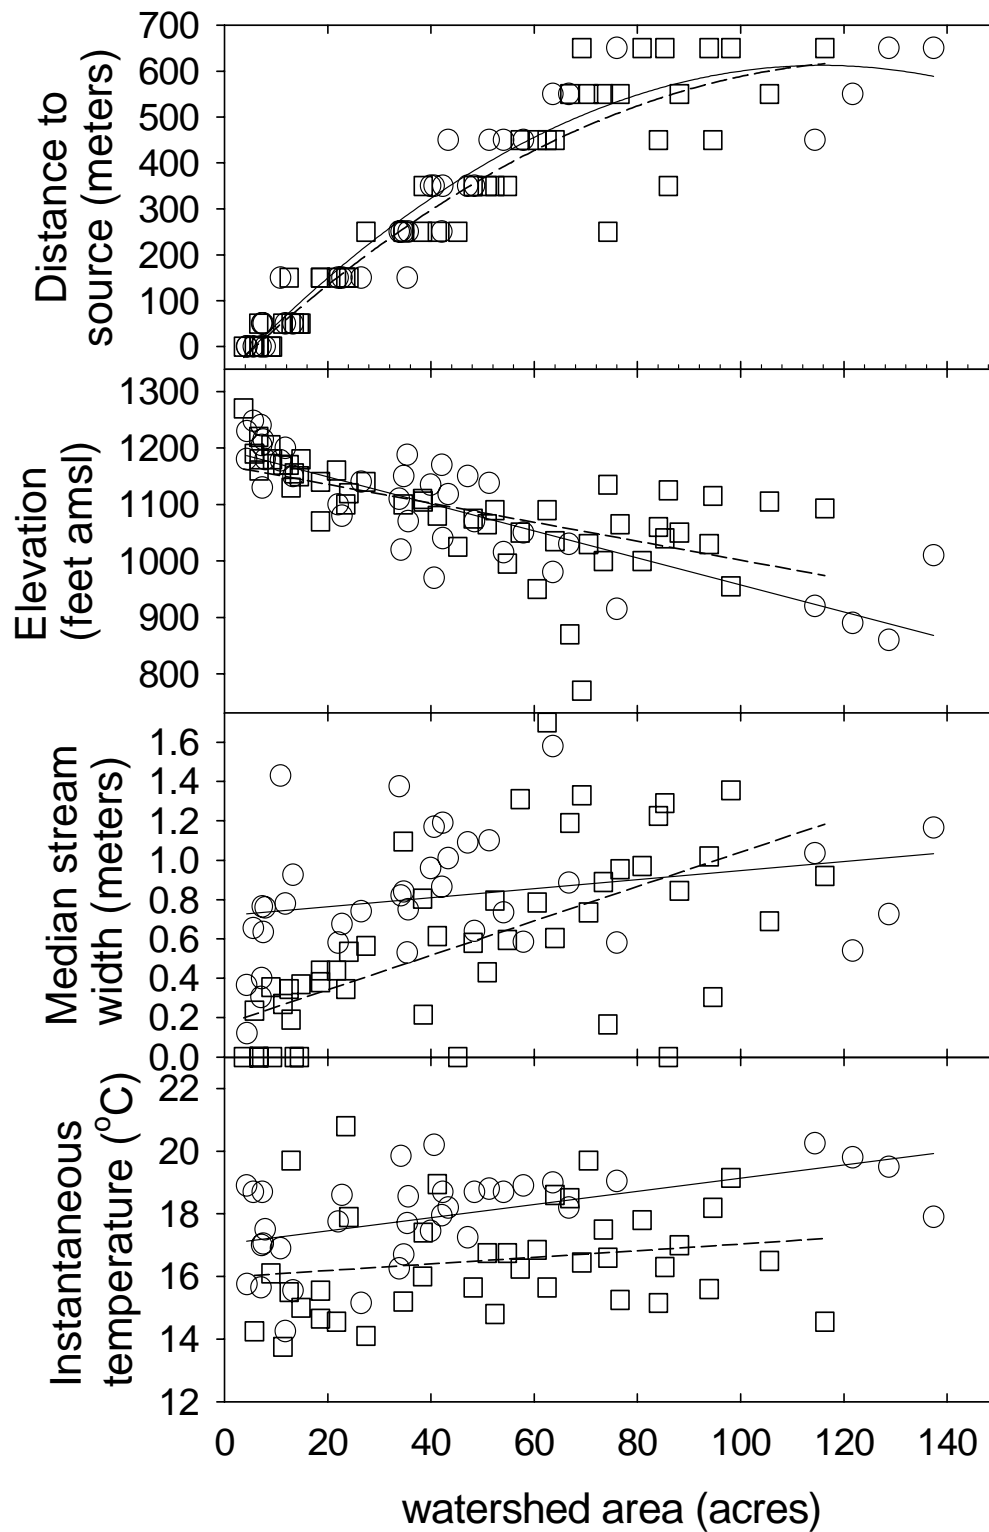 Distance to
source (meters)
700
600
500
400
300
200
100
0
Elevation
(feet amsl)
1300
1200
1100
1000
900
800
Median stream
width (meters)
1.6
1.4
1.2
1.0
0.8
0.6
0.4
0.2
0.0
Instantaneous
temperature (°C)
22
20
18
16
14
12
0 20 40 60 80 100 120 140
watershed area (acres)